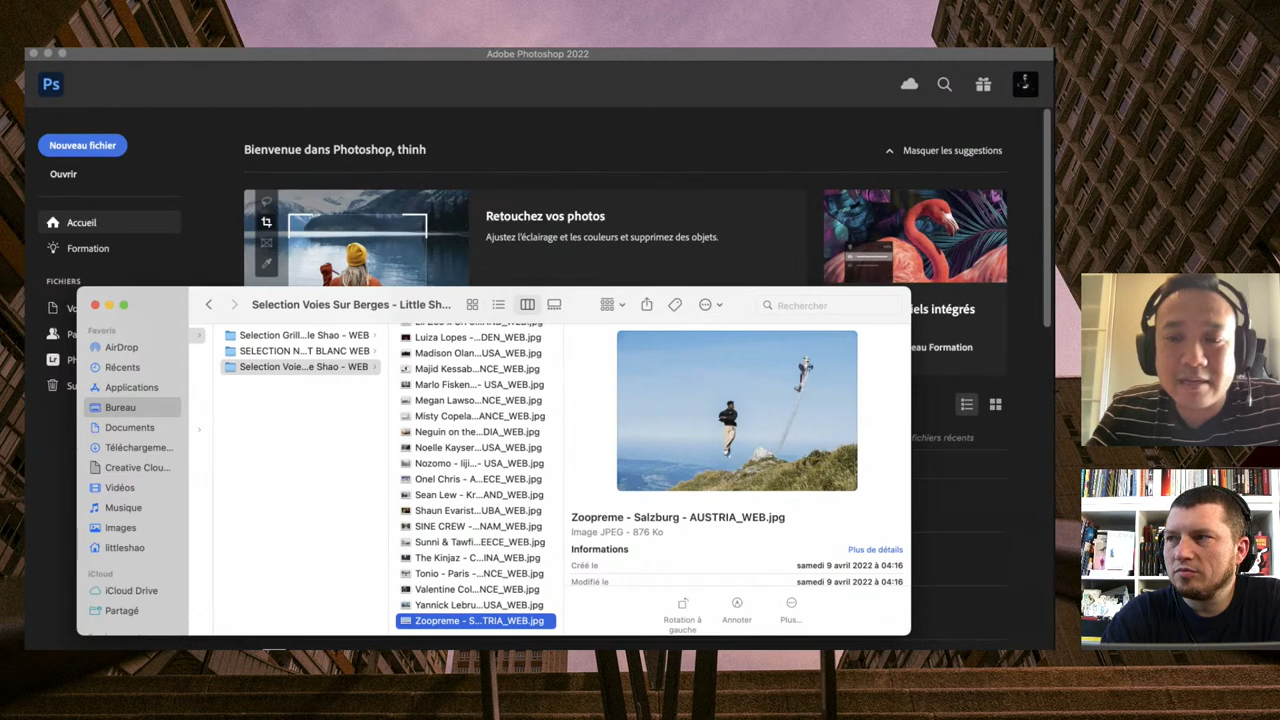 Adobe Photoshop 2022
Ps
Nouveau fichier
Bienvenue dans Photoshop, thinh
Masquer les suggestions
Ouvrir
Retouchez vos photos
Ajustez l'éclairage et les couleurs et supprimez des objets.
Accueil
Formation
FICHIERS
Vo
Pa
Lr
Ph
Su
iels intégrés
eau Formation
fichiers récents
Selection Voies Sur Berges - Little Sh...
Rechercher
Favoris
AirDrop
Récents
Applications
Bureau
Documents
Téléchargeme...
Creative Clou...
Vidéos
Musique
Images
littleshao
iCloud
iCloud Drive
Partagé
Selection Grill...le Shao - WEB
SELECTION N...T BLANC WEB
Selection Voie...e Shao - WEB
Luiza Lopes -...DEN_WEB.jpg
Madison Olan...USA_WEB.jpg
Majid Kessab...NCE_WEB.jpg
Marlo Fisken...- USA_WEB.jpg
Megan Lawso...NCE_WEB.jpg
Misty Copela...ANCE_WEB.jpg
Neguin on the...DIA_WEB.jpg
Noelle Kayser...- USA_WEB.jpg
Nozomo - Iiji...- USA_WEB.jpg
Onel Chris - A...ECE_WEB.jpg
Sean Lew - Kr...AND_WEB.jpg
Shaun Evarist...UBA_WEB.jpg
SINE CREW -...NAM_WEB.jpg
Sunni & Tawfi...EECE_WEB.jpg
The Kinjaz - C...INA_WEB.jpg
Tonio - Paris -...NCE_WEB.jpg
Valentine Col...NCE_WEB.jpg
Yannick Lebru...USA_WEB.jpg
Zoopreme - S...TRIA_WEB.jpg
Zoopreme - Salzburg - AUSTRIA_WEB.jpg
Image JPEG - 876 Ko
Informations
Plus de détails
Créé le
samedi 9 avril 2022 à 04:16
Modifié le
samedi 9 avril 2022 à 04:16
Rotation à
gauche
Annoter
Plus...